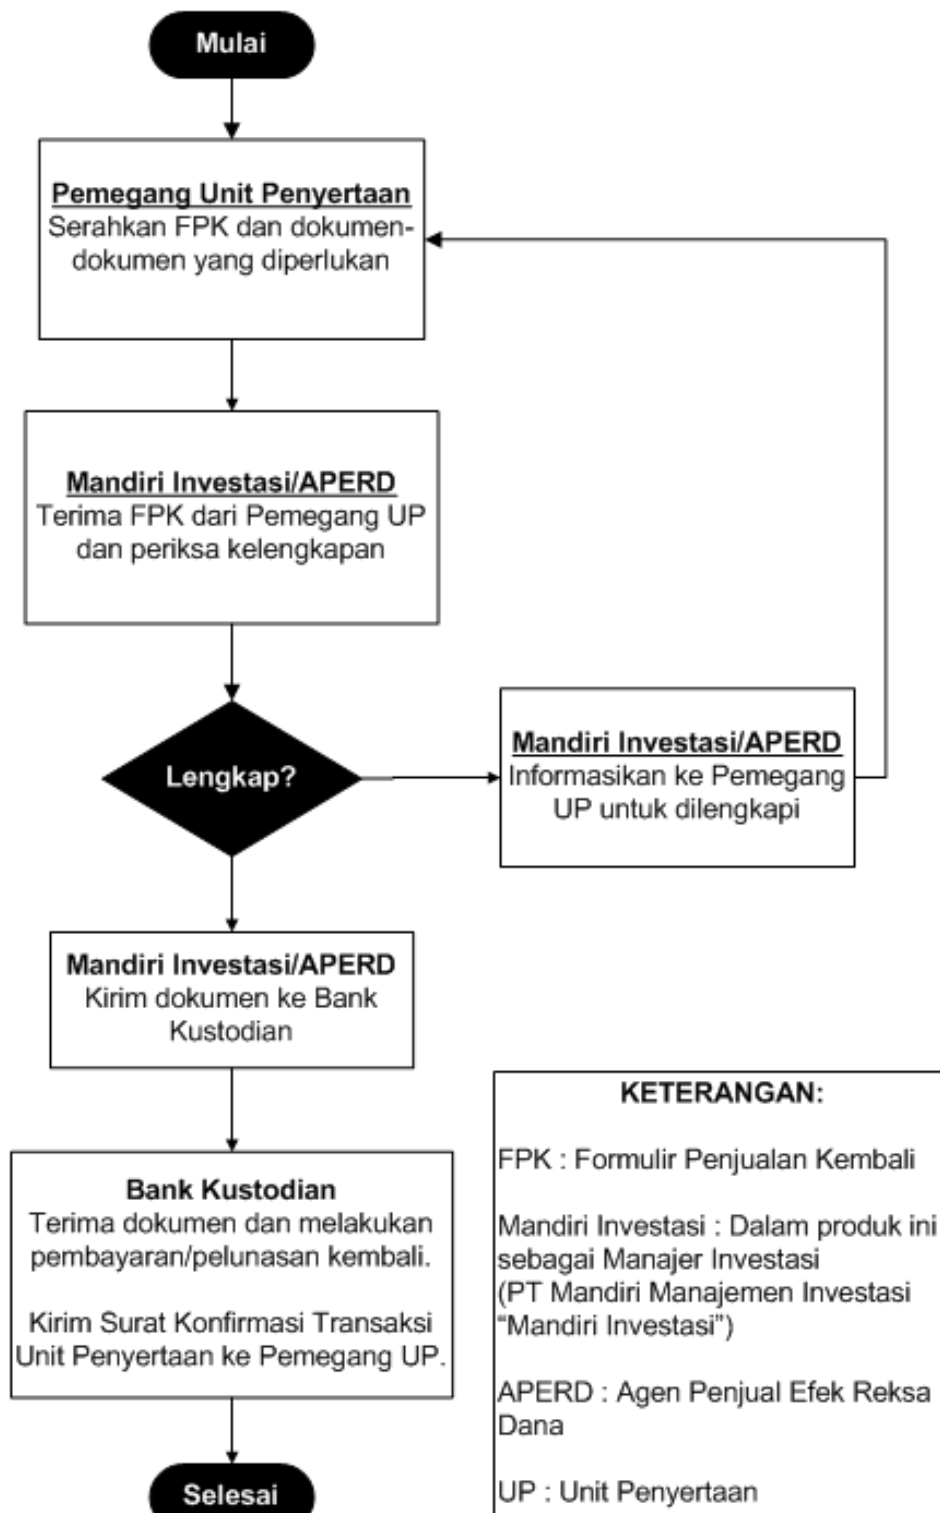 Mulai
Pemegang Unit Penyertaan
Serahkan FPK dan dokumen-
dokumen yang diperlukan
Mandiri Investasi/APERD
Terima FPK dari Pemegang UP
dan periksa kelengkapan
Lengkap?
Mandiri Investasi/APERD
Informasikan ke Pemegang
UP untuk dilengkapi
Mandiri Investasi/APERD
Kirim dokumen ke Bank
Kustodian
Bank Kustodian
Terima dokumen dan melakukan
pembayaran/pelunasan kembali.
Kirim Surat Konfirmasi Transaksi
Unit Penyertaan ke Pemegang UP.
Selesai
KETERANGAN:
FPK : Formulir Penjualan Kembali
Mandiri Investasi : Dalam produk ini
sebagai Manajer Investasi
(PT Mandiri Manajemen Investasi
“Mandiri Investasi”)
APERD : Agen Penjual Efek Reksa
Dana
UP : Unit Penyertaan